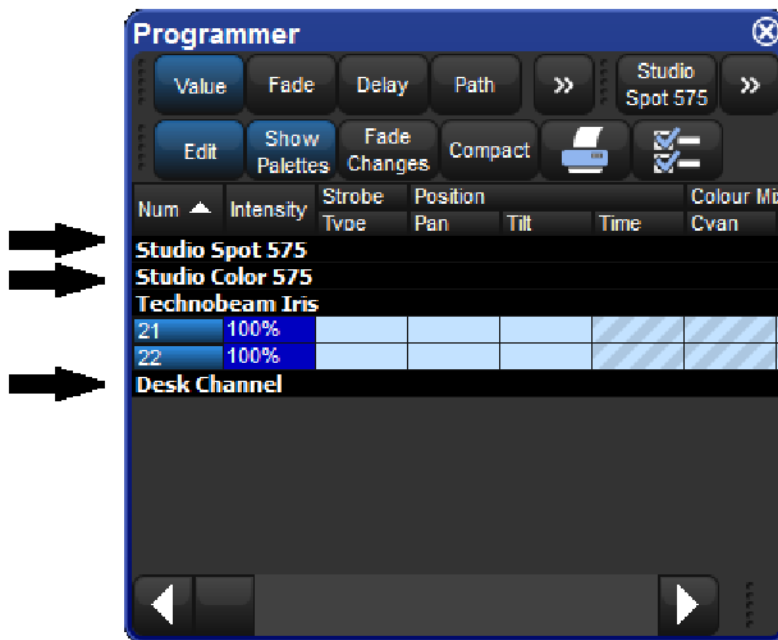 Programmer
Value Fade Delay Path >> Studio Spot 575 >>
Edit Show Palettes Fade Changes Compact
Num Intensity Strobe Position Colour Mi
Type Pan Tilt Time Cyan
Studio Spot 575
Studio Color 575
Technobeam Iris
21 100%
22 100%
Desk Channel